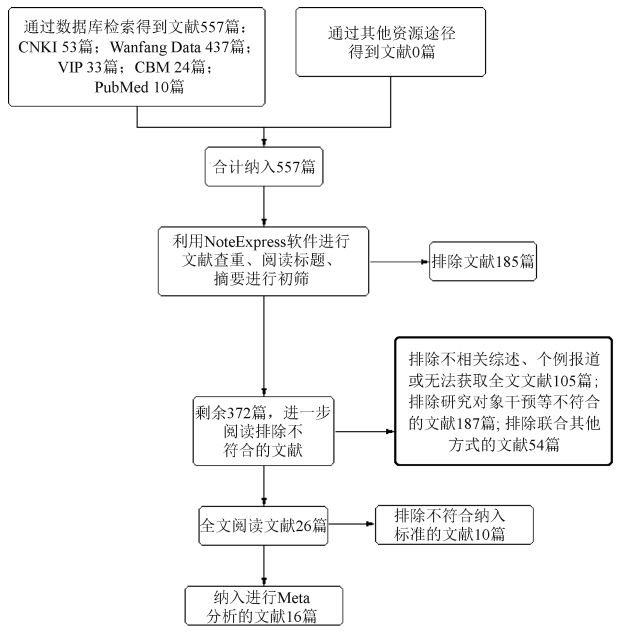 通过数据库检索得到文献557篇：
CNKI 53篇；Wanfang Data 437篇；
VIP 33篇；CBM 24篇；
PubMed 10篇
通过其他资源途径
得到文献0篇
合计纳入557篇
利用NoteExpress软件进行
文献查重、阅读标题、
摘要进行初筛
排除文献185篇
排除不相关综述、个例报道
或无法获取全文文献105篇；
排除研究对象干预等不符合
的文献187篇；排除联合其他
方式的文献54篇
剩余372篇，进一步
阅读排除不
符合的文献
全文阅读文献26篇
排除不符合纳入
标准的文献10篇
纳入进行Meta
分析的文献16篇